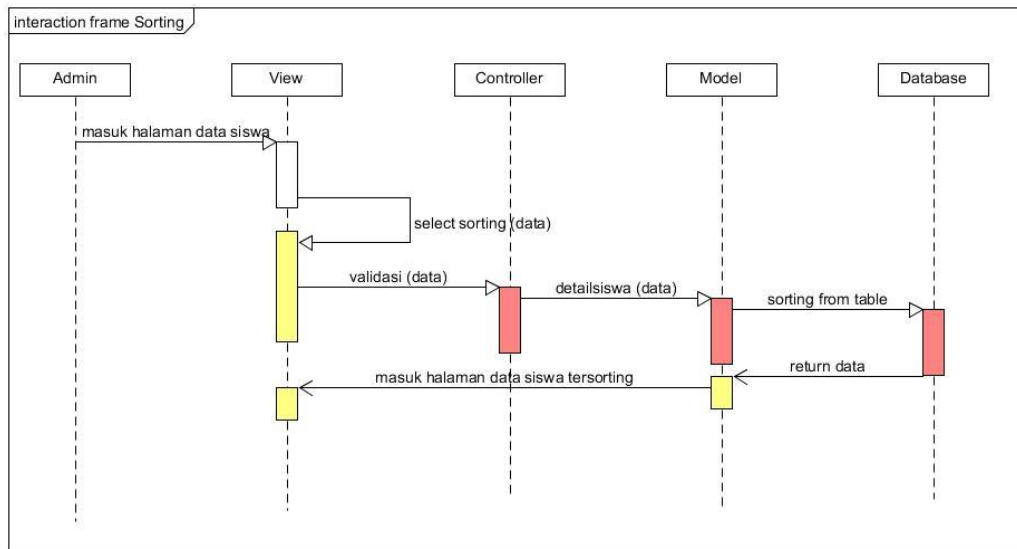 interaction frame Sorting
Admin
View
Controller
Model
Database
masuk halaman data siswa
select sorting (data)
validasi (data)
detailsiswa (data)
sorting from table
return data
masuk halaman data siswa tersorting